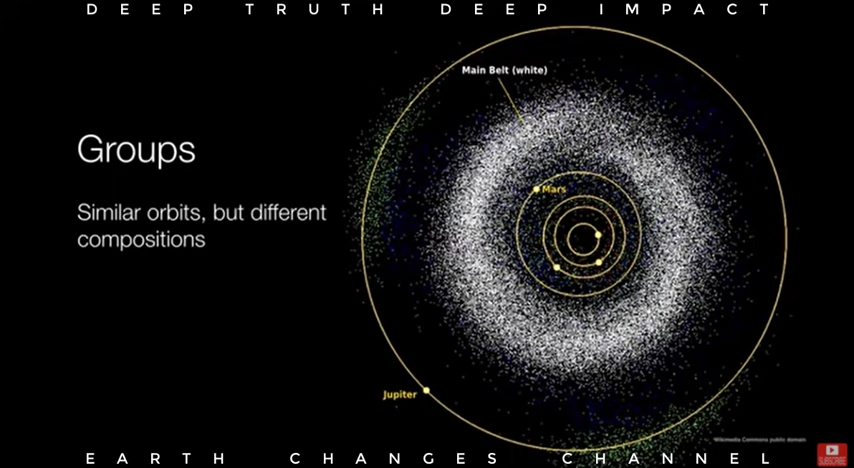 DEEP TRUTH DEEP IMPACT
Main Belt (white)
Groups
Mars
Similar orbits, but different
compositions
Jupiter
*Wikimedia Commons public domain
SUBSCRIBE
EARTH CHANGES CHANNEL